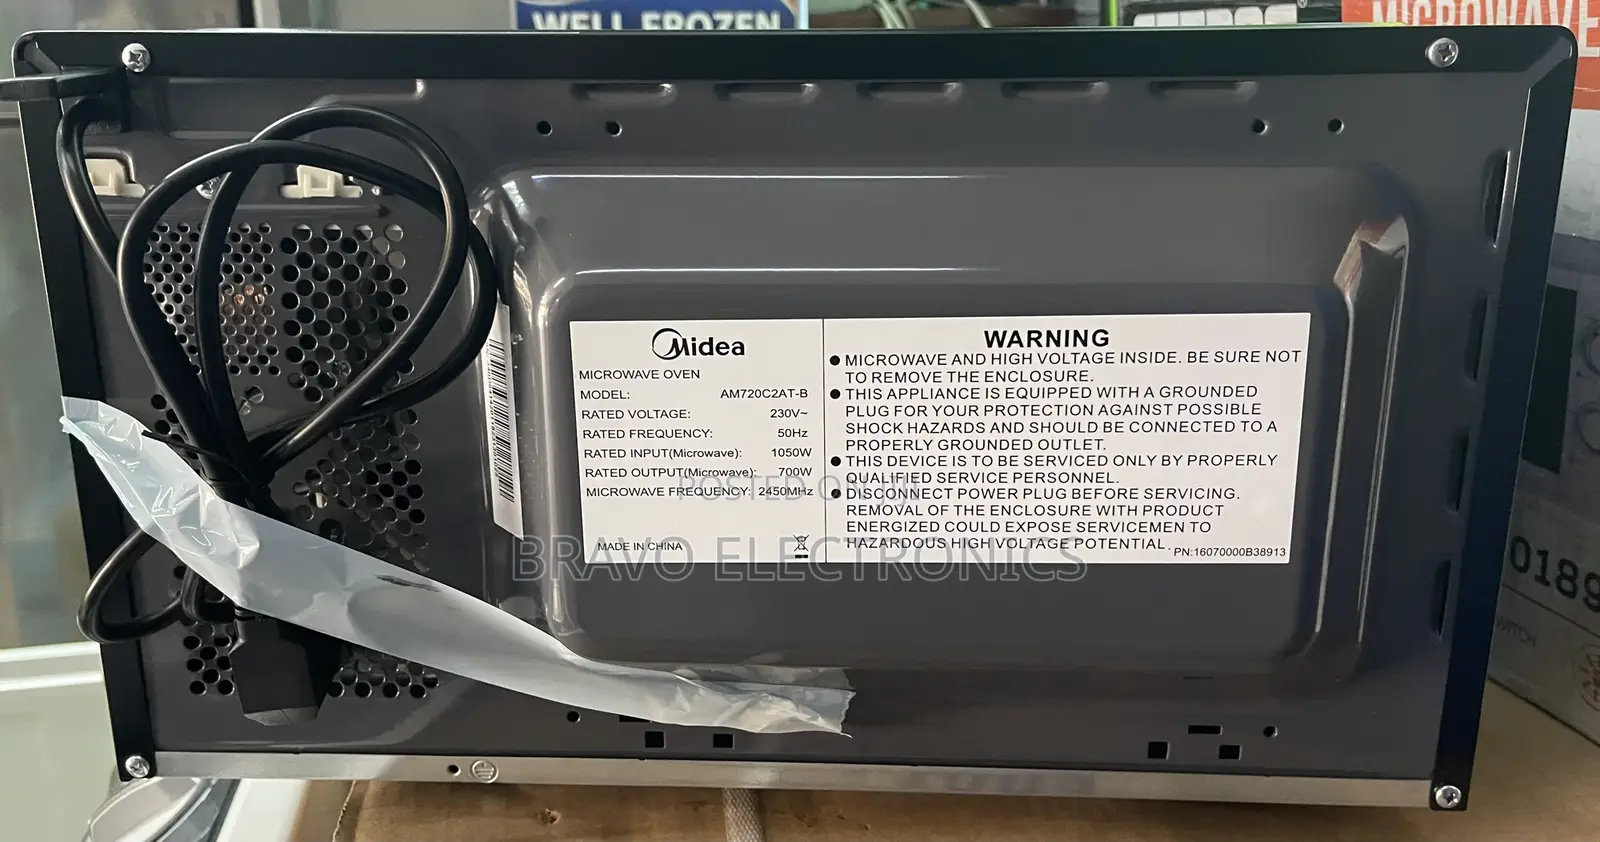 WELL FROZEN
MICROWAVE
Midea
MICROWAVE OVEN
MODEL: AM720C2AT-B
RATED VOLTAGE: 230V~
RATED FREQUENCY: 50Hz
RATED INPUT(Microwave): 1050W
RATED OUTPUT(Microwave): 700W
MICROWAVE FREQUENCY: 2450MHz
MADE IN CHINA
WARNING
● MICROWAVE AND HIGH VOLTAGE INSIDE. BE SURE NOT
TO REMOVE THE ENCLOSURE.
● THIS APPLIANCE IS EQUIPPED WITH A GROUNDED
PLUG FOR YOUR PROTECTION AGAINST POSSIBLE
SHOCK HAZARDS AND SHOULD BE CONNECTED TO A
PROPERLY GROUNDED OUTLET.
● THIS DEVICE IS TO BE SERVICED ONLY BY PROPERLY
QUALIFIED SERVICE PERSONNEL.
● DISCONNECT POWER PLUG BEFORE SERVICING.
REMOVAL OF THE ENCLOSURE WITH PRODUCT
ENERGIZED COULD EXPOSE SERVICEMEN TO
HAZARDOUS HIGH VOLTAGE POTENTIAL.
PN:16070000B38913
POSTED ON JIJI
BRAVO ELECTRONICS
0189